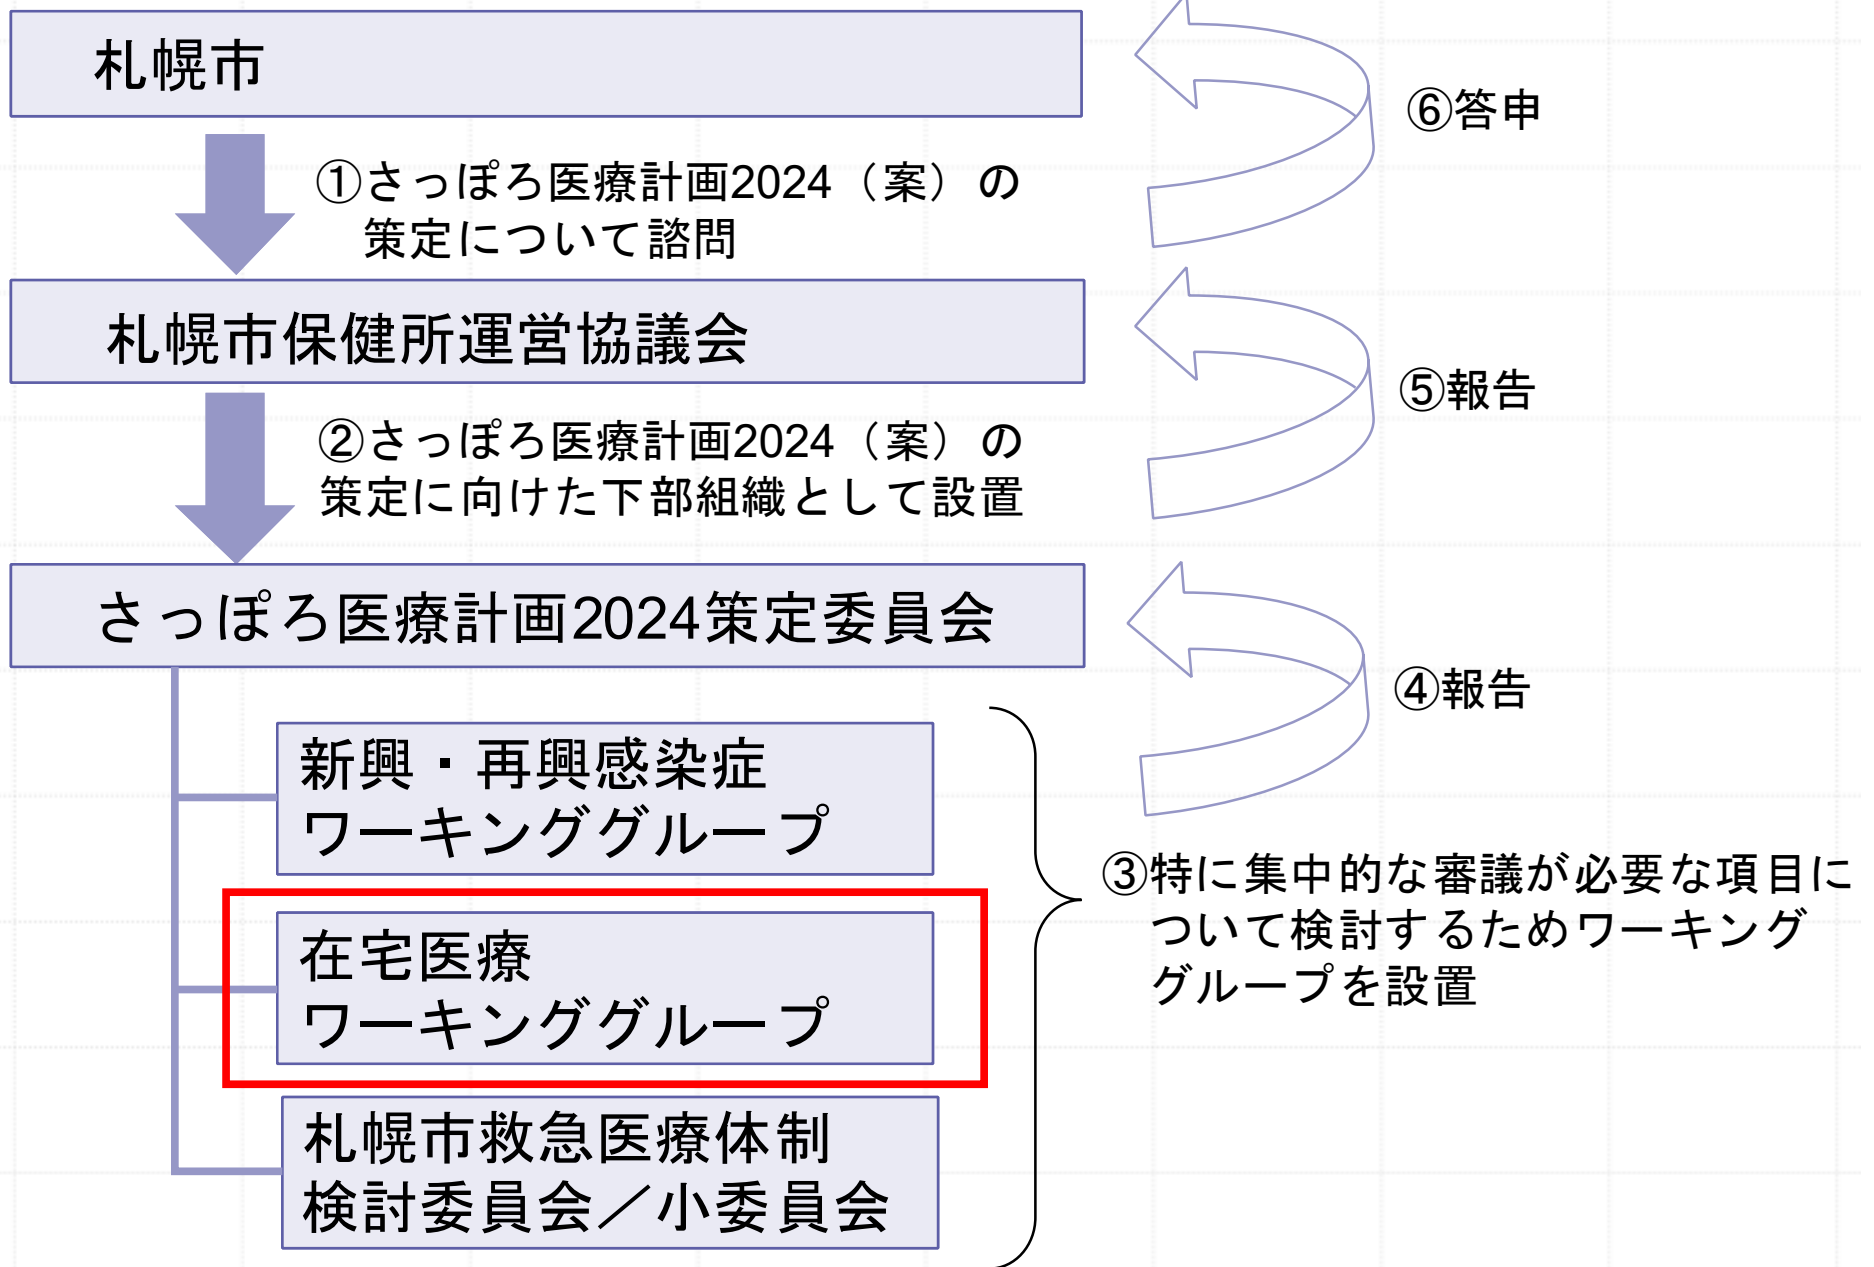 札幌市
⑥答申
①さっぽろ医療計画2024（案）の
策定について諮問
札幌市保健所運営協議会
⑤報告
②さっぽろ医療計画2024（案）の
策定に向けた下部組織として設置
さっぽろ医療計画2024策定委員会
④報告
新興・再興感染症
ワーキンググループ
③特に集中的な審議が必要な項目に
ついて検討するためワーキング
グループを設置
在宅医療
ワーキンググループ
札幌市救急医療体制
検討委員会／小委員会